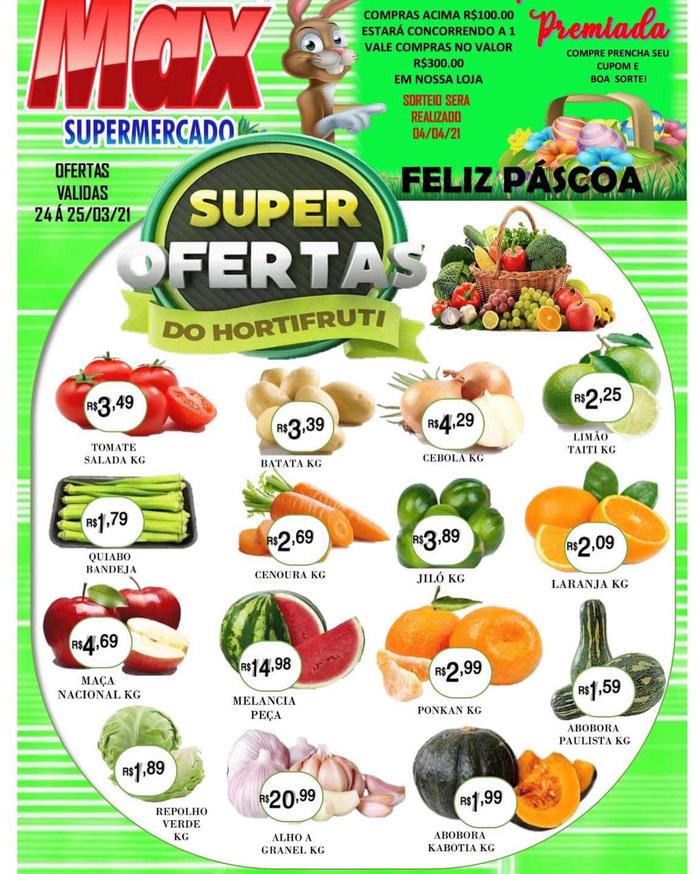 Max
SUPERMERCADO
COMPRAS ACIMA R$100.00
ESTARÁ CONCORRENDO A 1
VALE COMPRAS NO VALOR
R$300.00
EM NOSSA LOJA
SORTEIO SERA
REALIZADO
04/04/21
Premiada
COMPRE PRENCHA SEU
CUPOM E
BOA SORTE!
FELIZ PÁSCOA
OFERTAS
VALIDAS
24 Á 25/03/21
SUPER
OFERTAS
DO HORTIFRUTI
R$3,49
TOMATE
SALADA KG
R$3,39
BATATA KG
R$4,29
CEBOLA KG
R$2,25
LIMÃO
TAITI KG
R$1,79
QUIABO
BANDEJA
R$2,69
CENOURA KG
R$3,89
JILÓ KG
R$2,09
LARANJA KG
R$4,69
MAÇA
NACIONAL KG
R$14,98
MELANCIA
PEÇA
R$2,99
PONKAN KG
R$1,59
ABOBORA
PAULISTA KG
R$1,89
REPOLHO
VERDE
KG
R$20,99
ALHO A
GRANEL KG
R$1,99
ABOBORA
KABOTIA KG